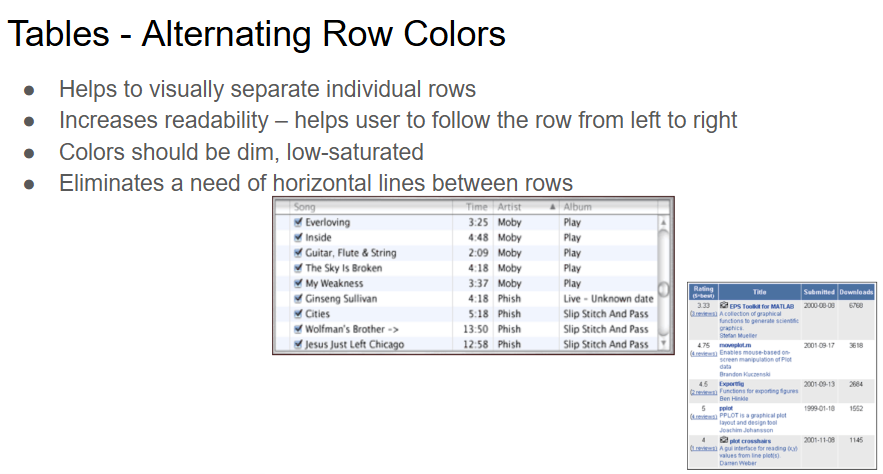 Tables - Alternating Row Colors
● Helps to visually separate individual rows
● Increases readability – helps user to follow the row from left to right
● Colors should be dim, low-saturated
● Eliminates a need of horizontal lines between rows
Song Time Artist ▲ Album
Everloving 3:25 Moby Play
Inside 4:48 Moby Play
Guitar, Flute & String 2:09 Moby Play
The Sky Is Broken 4:18 Moby Play
My Weakness 3:37 Moby Play
Ginseng Sullivan 4:18 Phish Live - Unknown date
Cities 5:18 Phish Slip Stitch And Pass
Wolfman's Brother -> 13:50 Phish Slip Stitch And Pass
Jesus Just Left Chicago 12:58 Phish Slip Stitch And Pass
Rating Title Submitted Downloads
(5=best)
3.33 EPS Toolkit for MATLAB 2000-08-08 6768
(3 reviews) A collection of graphical
functions to generate scientific
graphics.
Stefan Mueller
4.75 moveplot.m 2001-09-17 3618
(4 reviews) Enables mouse-based on-
screen manipulation of Plot
data
Brandon Kuczenski
4.5 Exportfig 2001-09-13 2684
(2 reviews) Functions for exporting figures
Ben Hinkle
5 pplot 1999-01-18 1552
(4 reviews) PPLOT is a graphical plot
layout and design tool
Joachim Johansson
4 plot crosshairs 2001-11-08 1145
(1 reviews) A gui interface for reading (x,y)
values from line plot(s).
Darren Weber